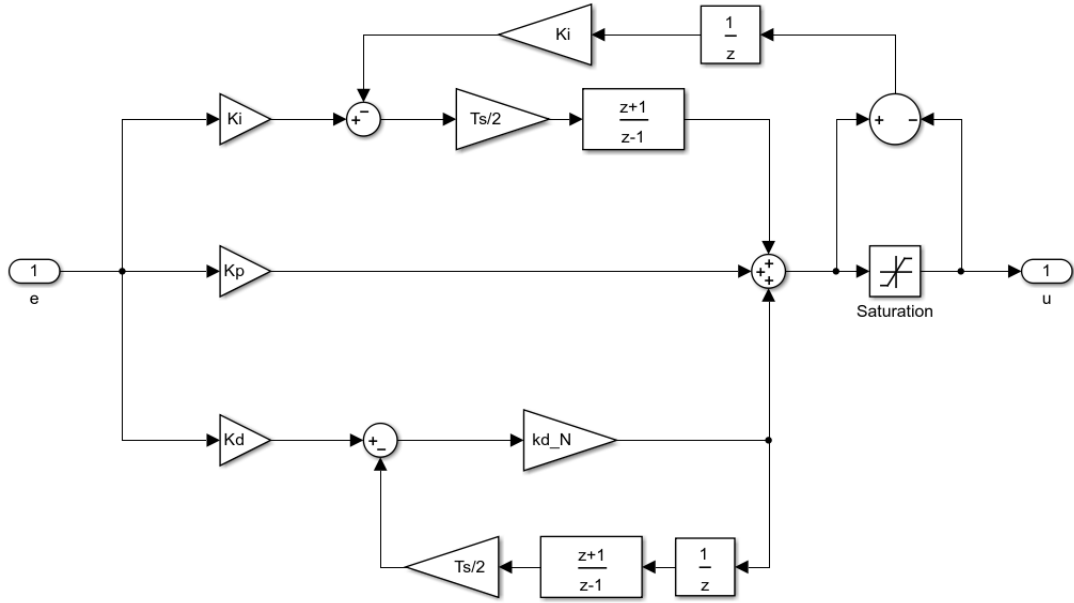 Ki
1
z
Ki
+
−
Ts/2
z+1
z-1
+
−
1
e
Kp
+
+
+
1
u
Saturation
Kd
+
−
kd_N
Ts/2
z+1
z-1
1
z